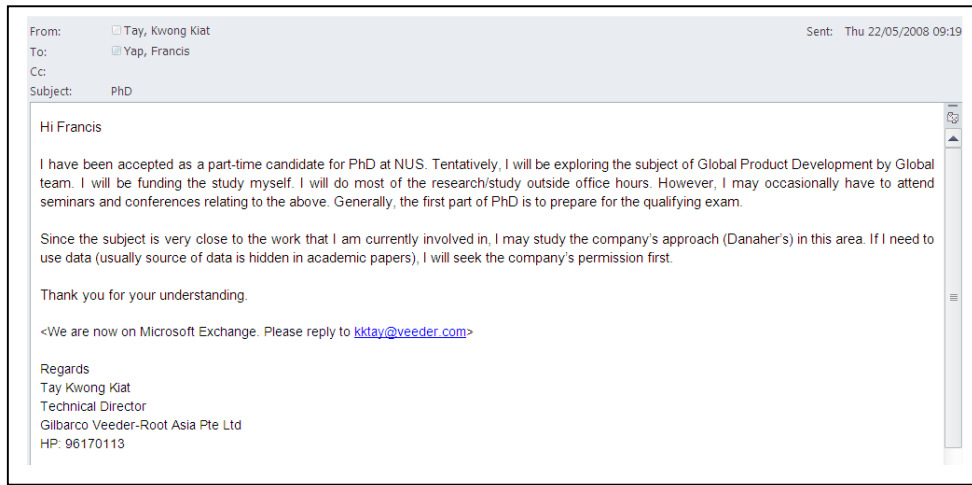 From: Tay, Kwong Kiat Sent: Thu 22/05/2008 09:19
To: Yap, Francis
Cc:
Subject: PhD
Hi Francis
I have been accepted as a part-time candidate for PhD at NUS. Tentatively, I will be exploring the subject of Global Product Development by Global
team. I will be funding the study myself. I will do most of the research/study outside office hours. However, I may occasionally have to attend
seminars and conferences relating to the above. Generally, the first part of PhD is to prepare for the qualifying exam.
Since the subject is very close to the work that I am currently involved in, I may study the company's approach (Danaher's) in this area. If I need to
use data (usually source of data is hidden in academic papers), I will seek the company's permission first.
Thank you for your understanding.
<We are now on Microsoft Exchange. Please reply to kktay@veeder.com>
Regards
Tay Kwong Kiat
Technical Director
Gilbarco Veeder-Root Asia Pte Ltd
HP: 96170113